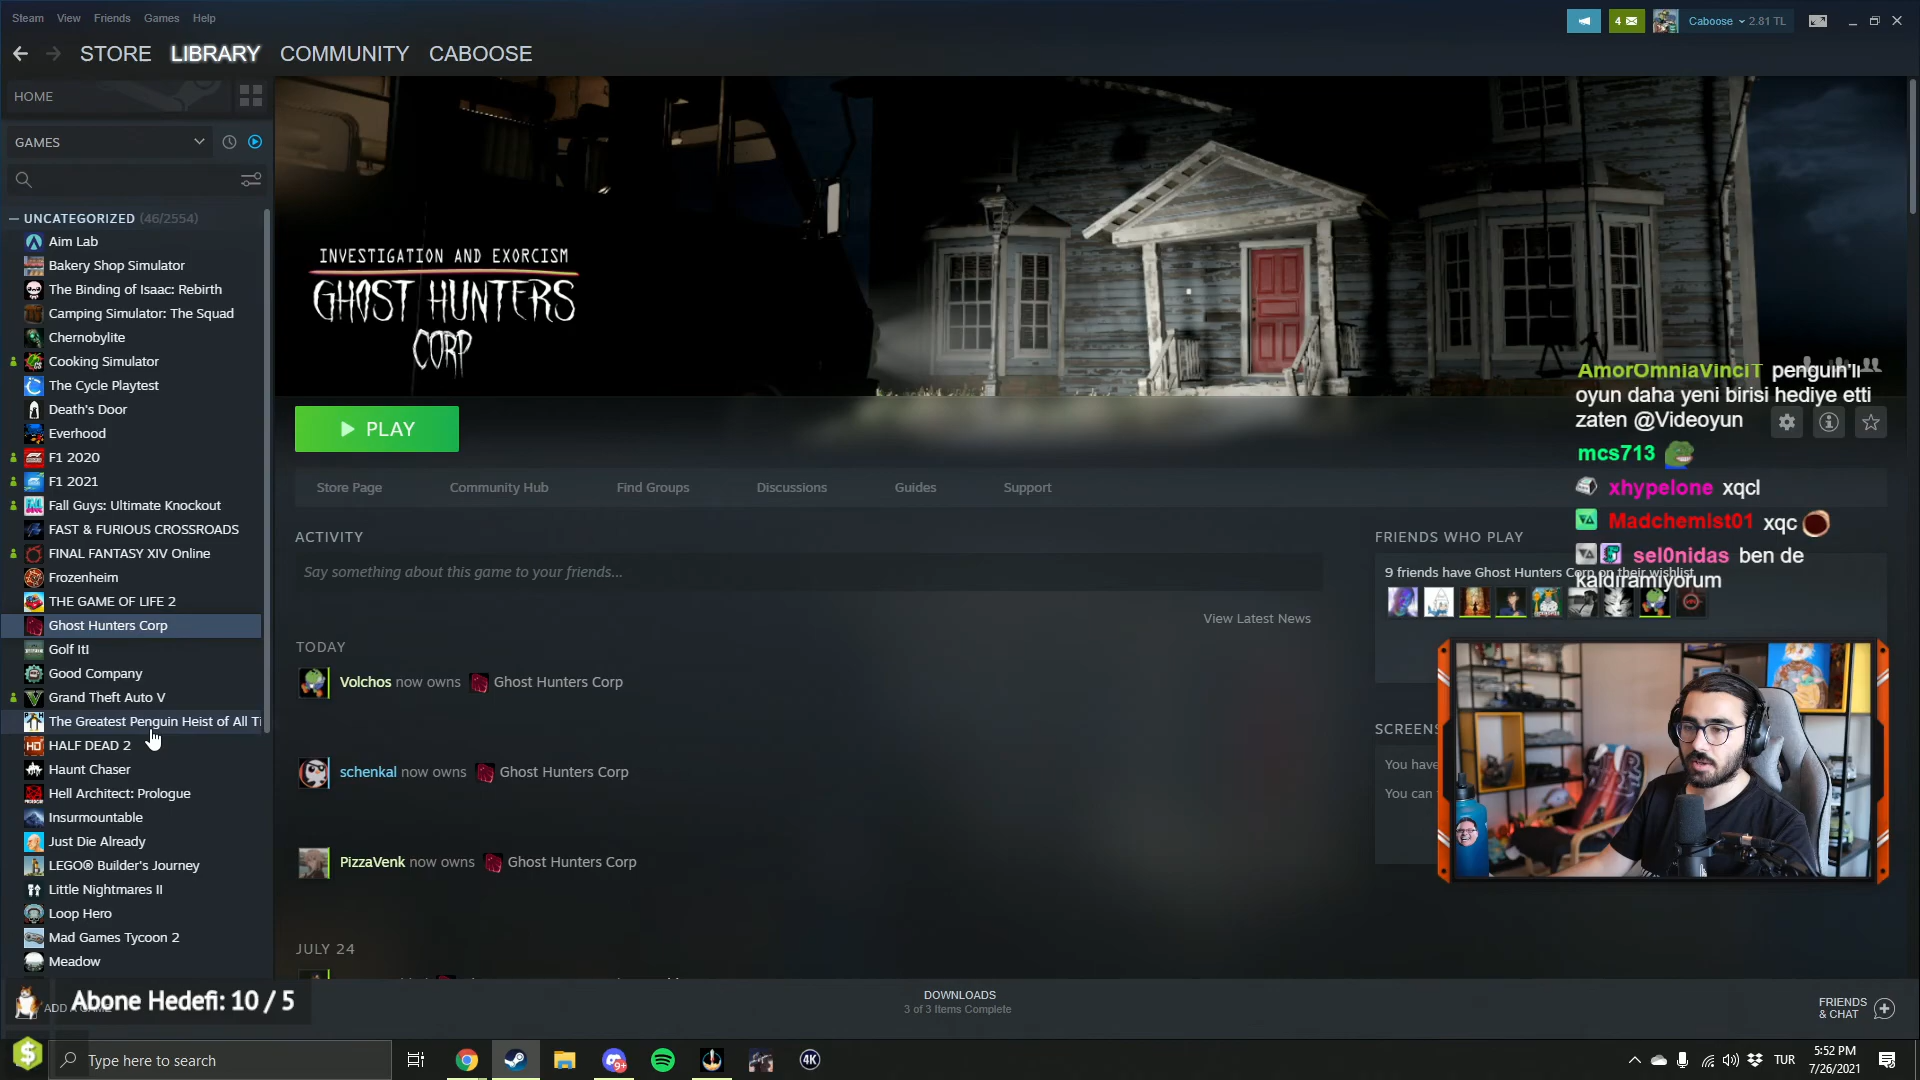 Steam View Friends Games Help
4 Caboose 2.81 TL
STORE LIBRARY COMMUNITY CABOOSE
HOME
GAMES
UNCATEGORIZED (46/2554)
Aim Lab
Bakery Shop Simulator
The Binding of Isaac: Rebirth
Camping Simulator: The Squad
Chernobylite
Cooking Simulator
The Cycle Playtest
Death's Door
Everhood
F1 2020
F1 2021
Fall Guys: Ultimate Knockout
FAST & FURIOUS CROSSROADS
FINAL FANTASY XIV Online
Frozenheim
THE GAME OF LIFE 2
Ghost Hunters Corp
Golf It!
Good Company
Grand Theft Auto V
The Greatest Penguin Heist of All Ti
HALF DEAD 2
Haunt Chaser
Hell Architect: Prologue
Insurmountable
Just Die Already
LEGO® Builder's Journey
Little Nightmares II
Loop Hero
Mad Games Tycoon 2
Meadow
INVESTIGATION AND EXORCISM
GHOST HUNTERS
CORP
PLAY
Store Page Community Hub Find Groups Discussions Guides Support
ACTIVITY
Say something about this game to your friends...
View Latest News
TODAY
Volchos now owns Ghost Hunters Corp
schenkal now owns Ghost Hunters Corp
PizzaVenk now owns Ghost Hunters Corp
JULY 24
FRIENDS WHO PLAY
9 friends have Ghost Hunters Corp on their wishlist
SCREENS
You have
You can
AmorOmniaVinciT penguin'li
oyun daha yeni birisi hediye etti
zaten @Videoyun
mcs713
xhypelone xqcl
Madchemist01 xqc
sel0nidas ben de
kaldıramıyorum
ADD A GAME
Abone Hedefi: 10 / 5
DOWNLOADS
3 of 3 Items Complete
FRIENDS
& CHAT
Type here to search
9+
4K
TUR
5:52 PM
7/26/2021